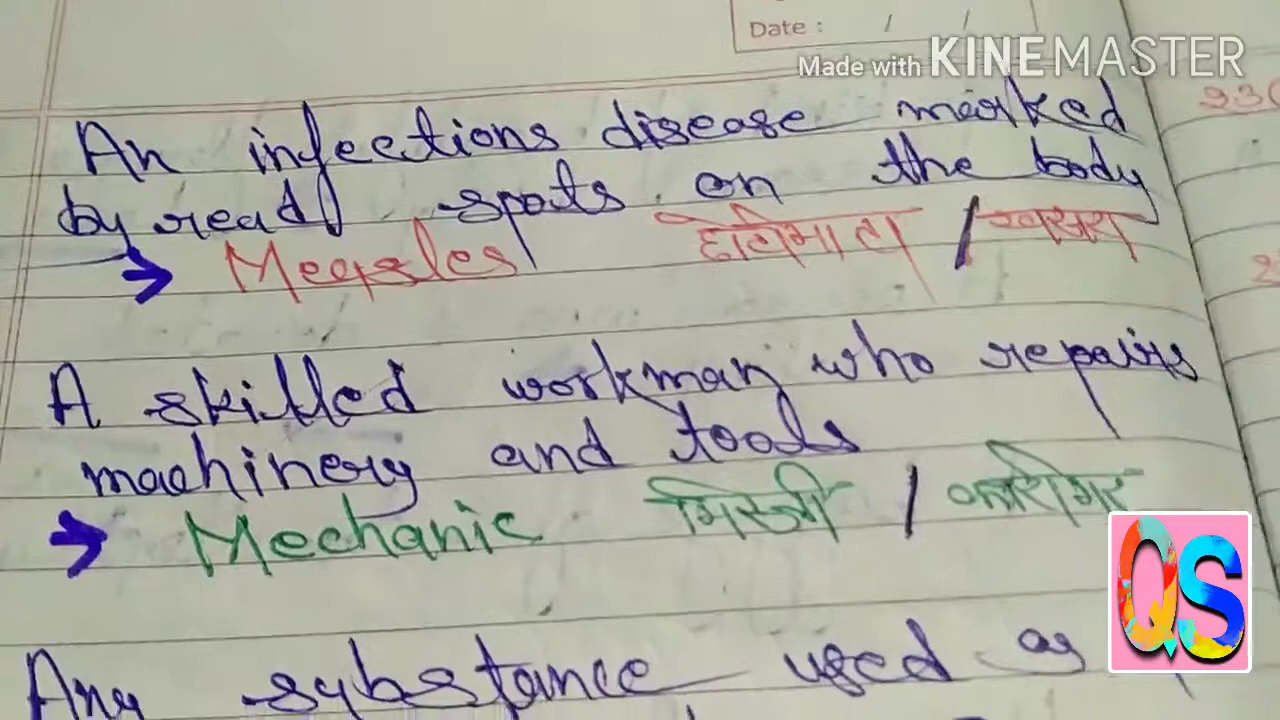 Date : / /
Made with KINEMASTER
An infections disease marked
by read spots on the body
→ Measles / खसरा
A skilled workman who repairs
machinery and tools
→ Mechanic मिस्त्री / कारीगर
QS
Any substance used as